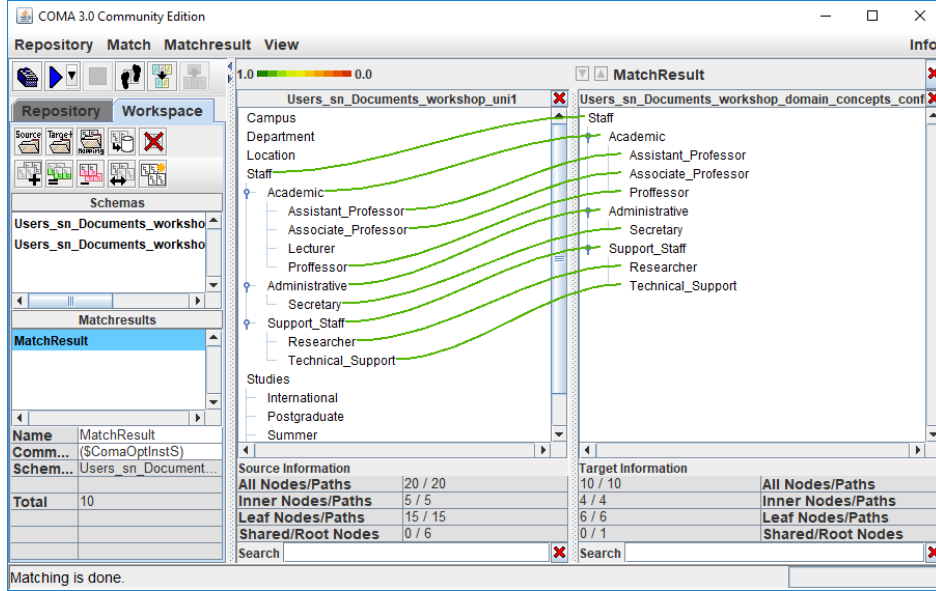 COMA 3.0 Community Edition
Repository Match Matchresult View Info
1.0 0.0
MatchResult
Repository Workspace
Source Target
Users_sn_Documents_workshop_uni1
Users_sn_Documents_workshop_domain_concepts_conf
Schemas
Users_sn_Documents_worksho
Users_sn_Documents_worksho
Matchresults
MatchResult
Name MatchResult
Comm... ($ComaOptInstS)
Schem... Users_sn_Document...
Total 10
Campus
Department
Location
Staff
Academic
Assistant_Professor
Associate_Professor
Lecturer
Proffessor
Administrative
Secretary
Support_Staff
Researcher
Technical_Support
Studies
International
Postgraduate
Summer
Staff
Academic
Assistant_Professor
Associate_Professor
Proffessor
Administrative
Secretary
Support_Staff
Researcher
Technical_Support
Source Information
All Nodes/Paths 20 / 20
Inner Nodes/Paths 5 / 5
Leaf Nodes/Paths 15 / 15
Shared/Root Nodes 0 / 6
Search
Target Information
10 / 10 All Nodes/Paths
4 / 4 Inner Nodes/Paths
6 / 6 Leaf Nodes/Paths
0 / 1 Shared/Root Nodes
Search
Matching is done.